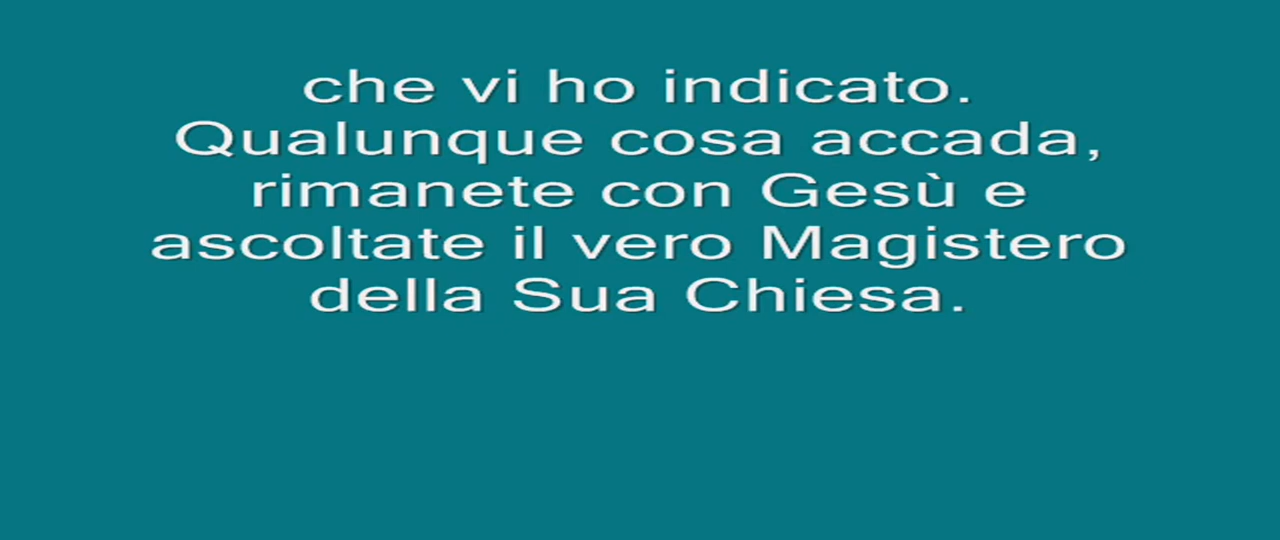 che vi ho indicato.
Qualunque cosa accada,
rimanete con Gesù e
ascoltate il vero Magistero
della Sua Chiesa.